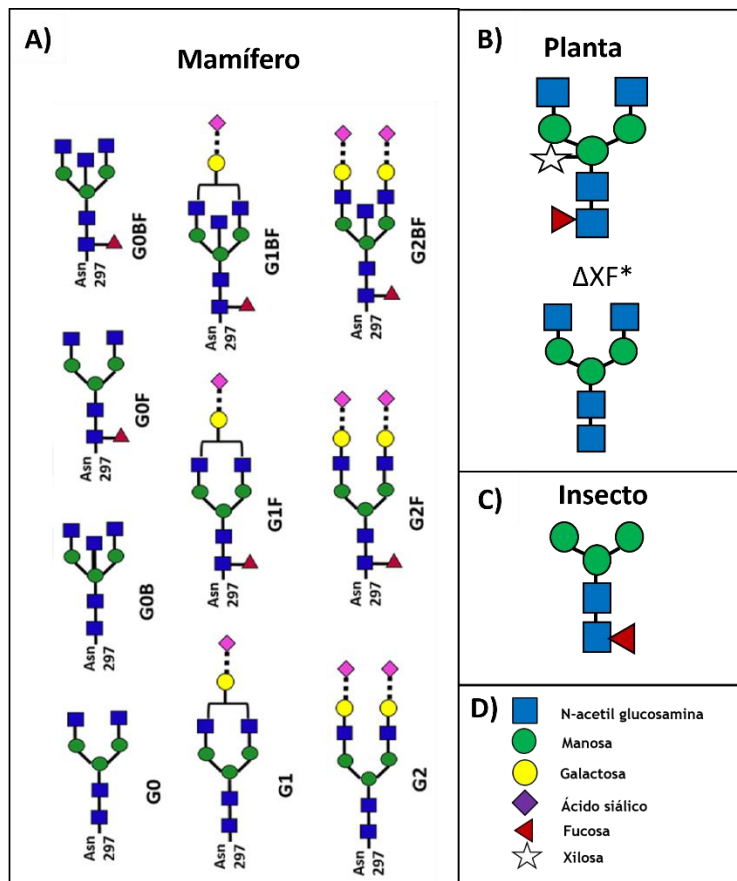 A)
Mamífero
Asn
297
G0BF
Asn
297
G1BF
Asn
297
G2BF
Asn
297
G0F
Asn
297
G1F
Asn
297
G2F
Asn
297
G0B
Asn
297
G0
Asn
297
G1
Asn
297
G2
B)
Planta
ΔXF*
C)
Insecto
D)
N-acetil glucosamina
Manosa
Galactosa
Ácido siálico
Fucosa
Xilosa